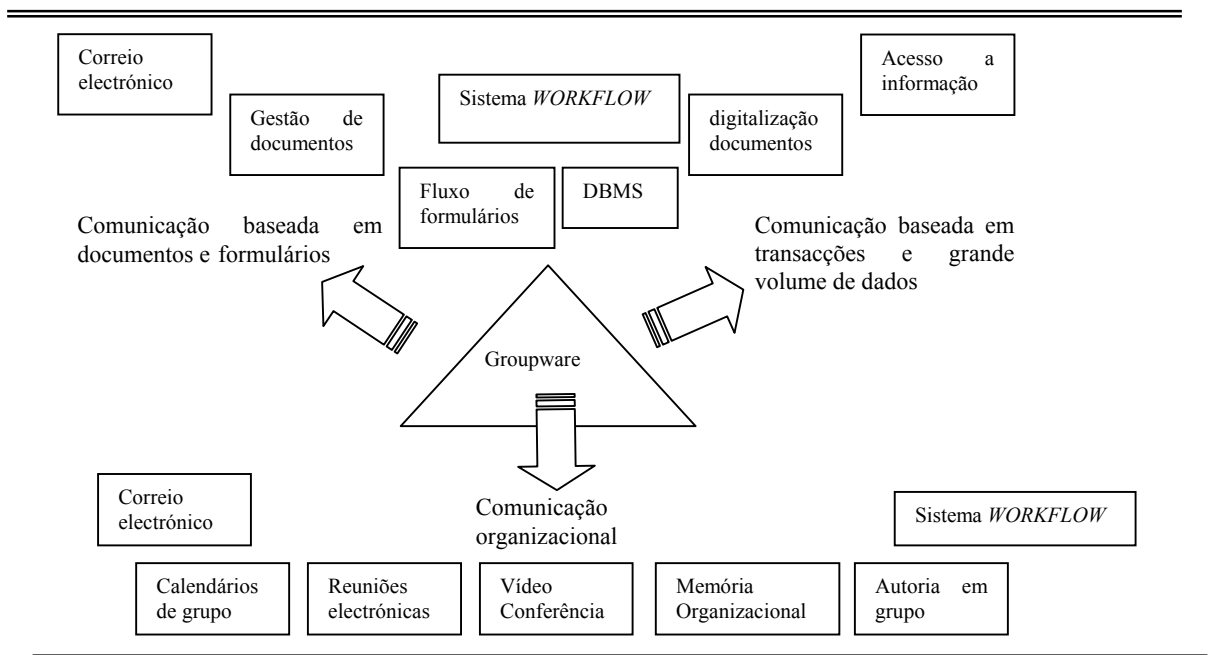 Correio
electrónico
Acesso a
informação
Sistema WORKFLOW
Gestão de
documentos
digitalização
documentos
Fluxo de
formulários
DBMS
Comunicação baseada em
documentos e formulários
Comunicação baseada em
transacções e grande
volume de dados
Groupware
Correio
electrónico
Comunicação
organizacional
Sistema WORKFLOW
Calendários
de grupo
Reuniões
electrónicas
Vídeo
Conferência
Memória
Organizacional
Autoria em
grupo